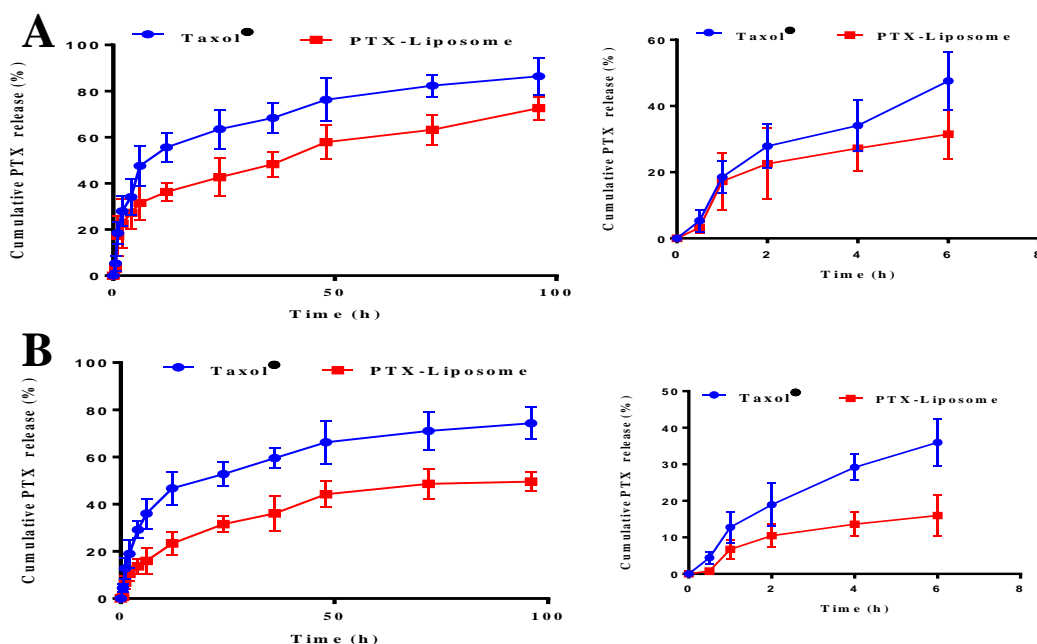 A
Taxol● PTX-Liposome
Cumulative PTX release (%)
100
80
60
40
20
0
0 50 100
Time (h)
Taxol● PTX-Liposome
Cumulative PTX release (%)
60
40
20
0
0 2 4 6 8
Time (h)
B
Taxol● PTX-Liposome
Cumulative PTX release (%)
100
80
60
40
20
0
0 50 100
Time (h)
Taxol● PTX-Liposome
Cumulative PTX release (%)
50
40
30
20
10
0
0 2 4 6 8
Time (h)